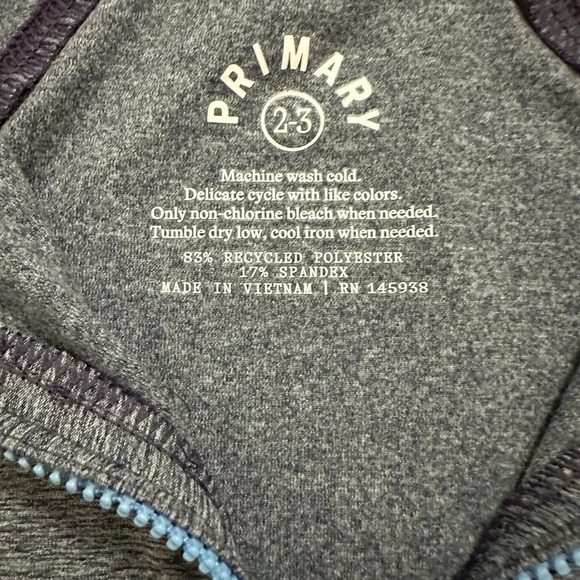 PRIMARY
2-3
Machine wash cold.
Delicate cycle with like colors.
Only non-chlorine bleach when needed.
Tumble dry low, cool iron when needed.
83% RECYCLED POLYESTER
17% SPANDEX
MADE IN VIETNAM | RN 145938